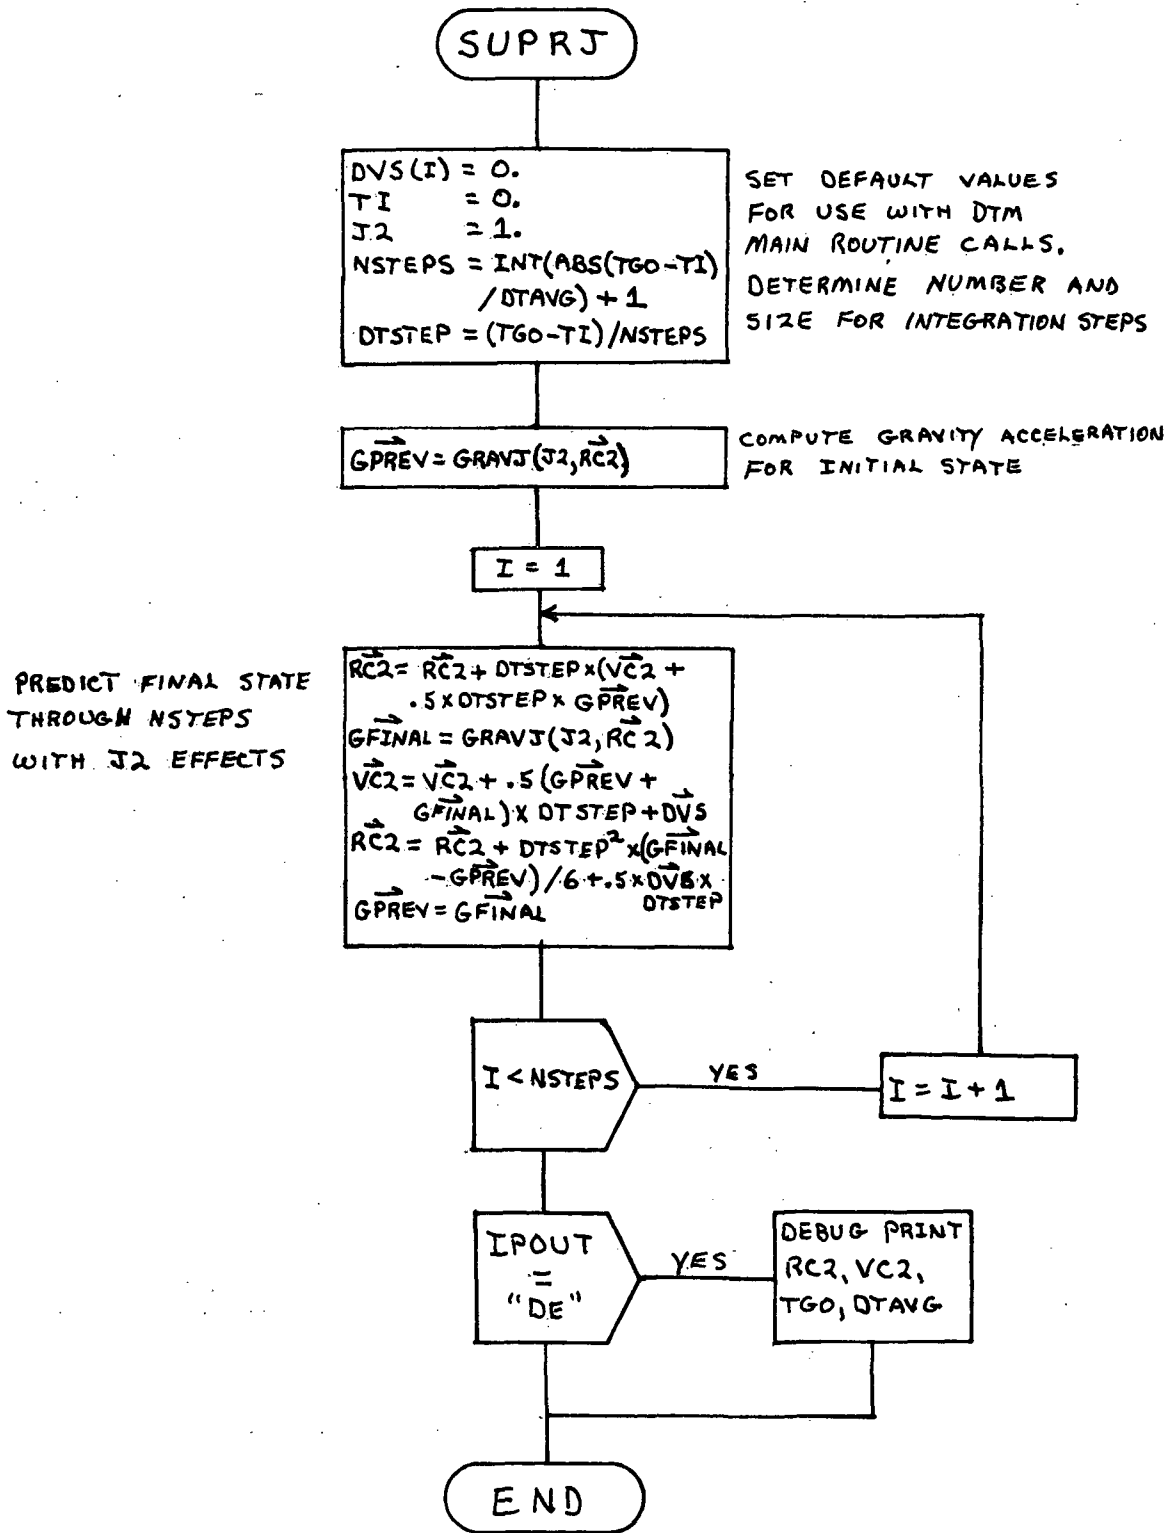 SUPRJ
DVS(I) = 0.
TI = 0.
J2 = 1.
NSTEPS = INT(ABS(TGO-TI)
/DTAVG) + 1
DTSTEP = (TGO-TI)/NSTEPS
SET DEFAULT VALUES
FOR USE WITH DTM
MAIN ROUTINE CALLS.
DETERMINE NUMBER AND
SIZE FOR INTEGRATION STEPS
GPREV = GRAVJ(J2,RC2)
COMPUTE GRAVITY ACCELERATION
FOR INITIAL STATE
I = 1
PREDICT FINAL STATE
THROUGH NSTEPS
WITH J2 EFFECTS
RC2 = RC2 + DTSTEP×(VC2 +
.5×DTSTEP×GPREV)
GFINAL = GRAVJ(J2,RC2)
VC2 = VC2 + .5(GPREV +
GFINAL)×DTSTEP+DVS
RC2 = RC2 + DTSTEP²×(GFINAL
-GPREV)/6 +.5×DVS×
DTSTEP
GPREV = GFINAL
I < NSTEPS
YES
I = I + 1
IPOUT
=
"DE"
YES
DEBUG PRINT
RC2, VC2,
TGO, DTAVG
END